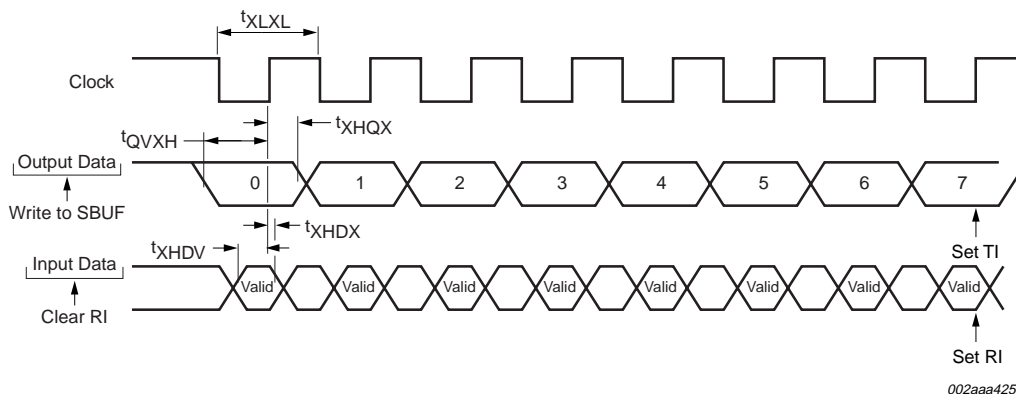 tXLXL
Clock
tQVXH
tXHQX
Output Data
0 1 2 3 4 5 6 7
Write to SBUF
tXHDX
Set TI
tXHDV
Input Data
Valid Valid Valid Valid Valid Valid Valid Valid
Clear RI
Set RI
002aaa425